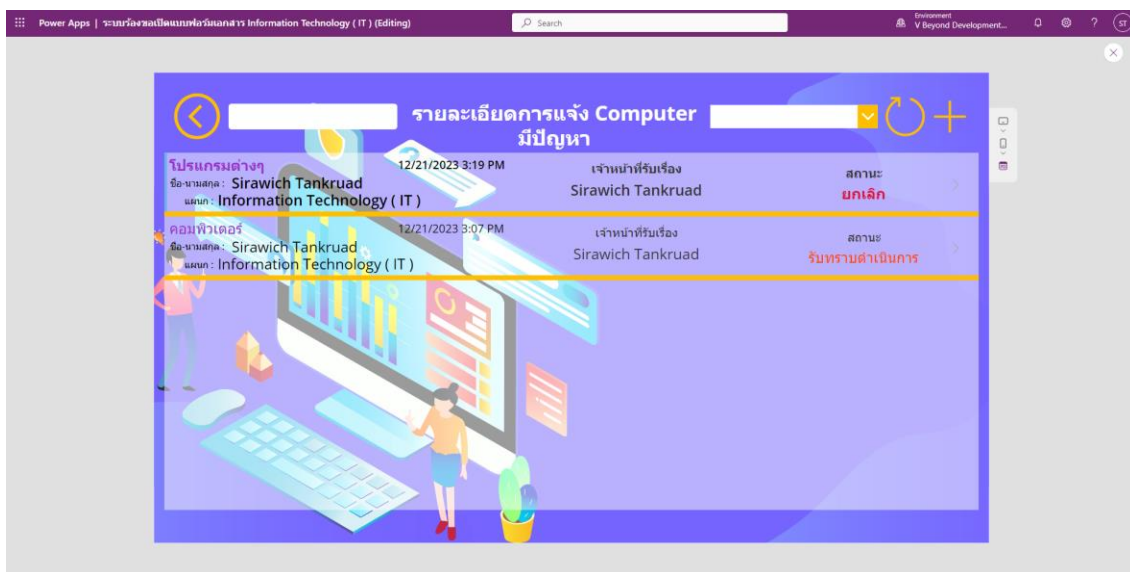 Power Apps | ระบบร้องขอเปิดแบบฟอร์มเอกสาร Information Technology ( IT ) (Editing)
Search
Environment
V Beyond Development...
ST
รายละเอียดการแจ้ง Computer
มีปัญหา
โปรแกรมต่างๆ
12/21/2023 3:19 PM
เจ้าหน้าที่รับเรื่อง
สถานะ
ชื่อ-นามสกุล : Sirawich Tankruad
Sirawich Tankruad
ยกเลิก
แผนก : Information Technology ( IT )
คอมพิวเตอร์
12/21/2023 3:07 PM
เจ้าหน้าที่รับเรื่อง
สถานะ
ชื่อ-นามสกุล : Sirawich Tankruad
Sirawich Tankruad
รับทราบดำเนินการ
แผนก : Information Technology ( IT )